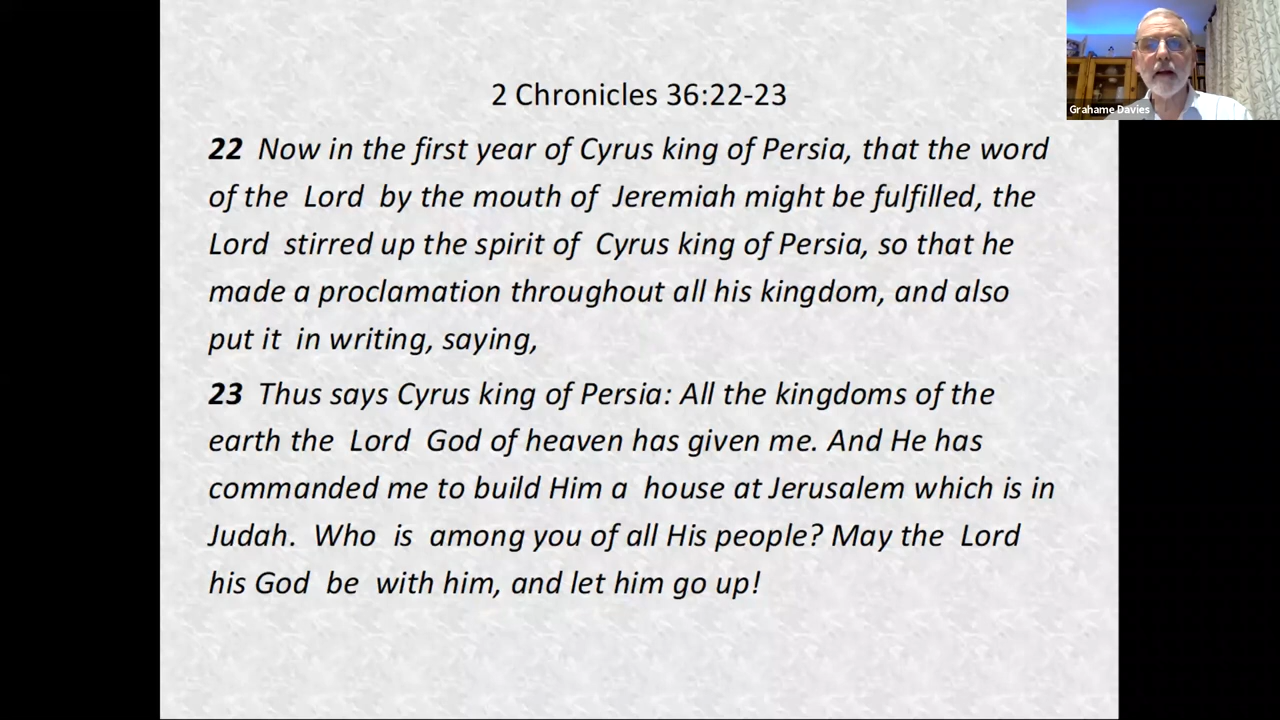 2 Chronicles 36:22-23
22 Now in the first year of Cyrus king of Persia, that the word
of the Lord by the mouth of Jeremiah might be fulfilled, the
Lord stirred up the spirit of Cyrus king of Persia, so that he
made a proclamation throughout all his kingdom, and also
put it in writing, saying,
23 Thus says Cyrus king of Persia: All the kingdoms of the
earth the Lord God of heaven has given me. And He has
commanded me to build Him a house at Jerusalem which is in
Judah. Who is among you of all His people? May the Lord
his God be with him, and let him go up!
Grahame Davies